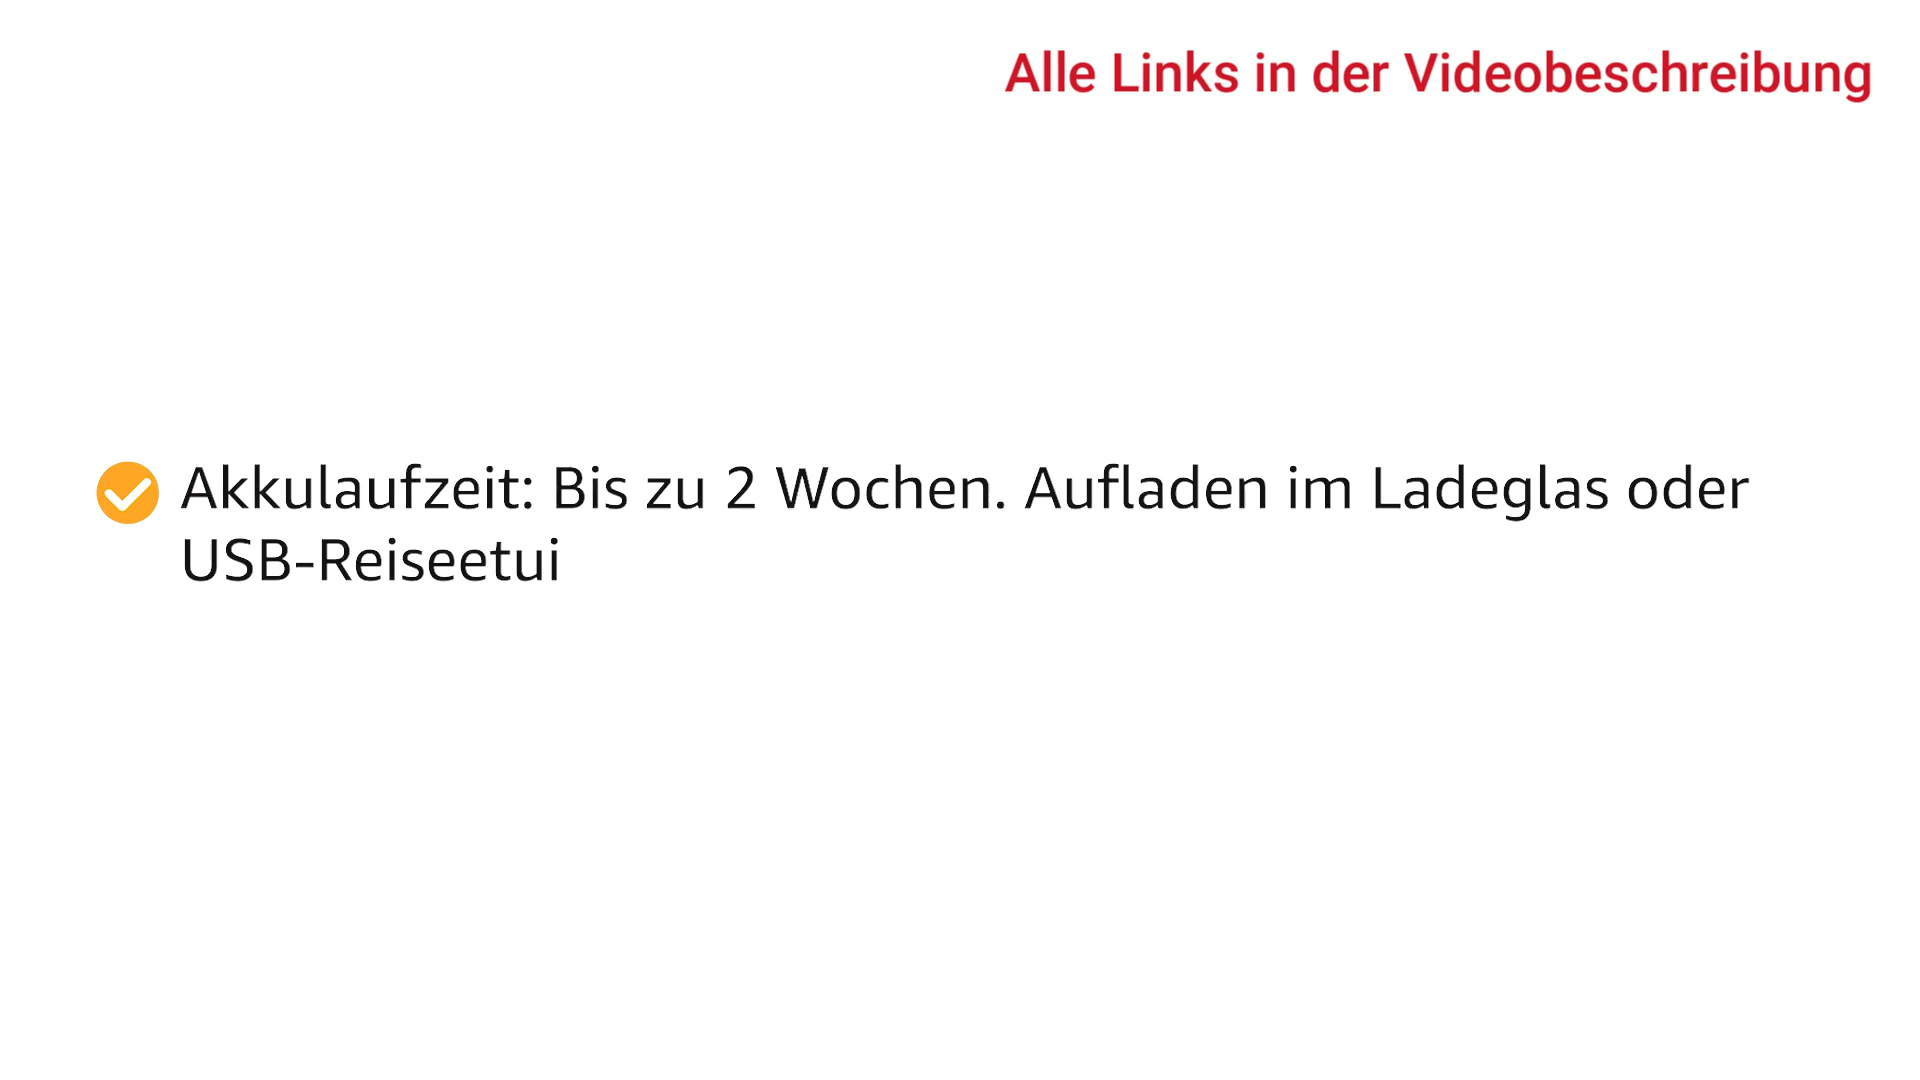 Alle Links in der Videobeschreibung
Akkulaufzeit: Bis zu 2 Wochen. Aufladen im Ladeglas oder
USB-Reiseetui